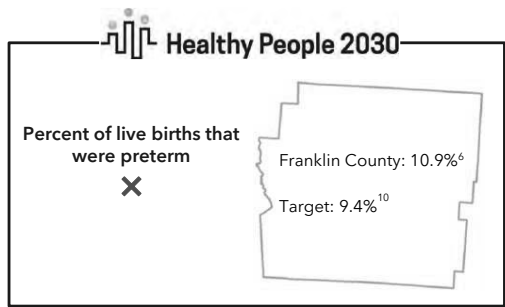 Healthy People 2030
Percent of live births that
were preterm
Franklin County: 10.9%⁶
Target: 9.4%¹⁰